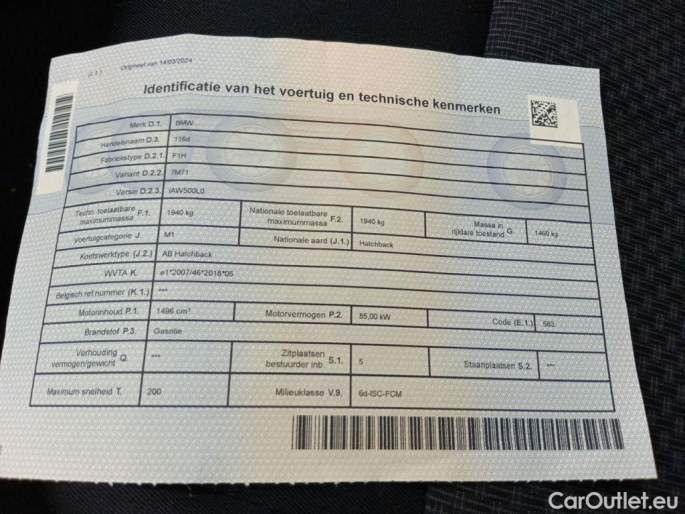 (J.1.) Origineel van 14/03/2024
Identificatie van het voertuig en technische kenmerken
Merk D.1. BMW
Handelsnaam D.3. 116d
Fabriekstype D.2.1. F1H
Variant D.2.2. 7M71
Versie D.2.3. IAW500L0
Techn. toelaatbare maximummassa F.1. 1940 kg Nationale toelaatbare maximummassa F.2. 1940 kg Massa in rijklare toestand G. 1460 kg
Voertuigcategorie J. M1 Nationale aard (J.1.) Hatchback
Koetswerktype (J.2.) AB Hatchback
WVTA K. e1*2007/46*2018*05
Belgisch ref nummer (K.1.) ***
Motorinhoud P.1. 1496 cm³ Motorvermogen P.2. 85,00 kW Code (E.1.) 563
Brandstof P.3. Gasolie
Verhouding vermogen/gewicht Q. *** Zitplaatsen bestuurder inb. S.1. 5 Staanplaatsen S.2. ***
Maximum snelheid T. 200 Milieuklasse V.9. 6d-ISC-FCM
CarOutlet.eu